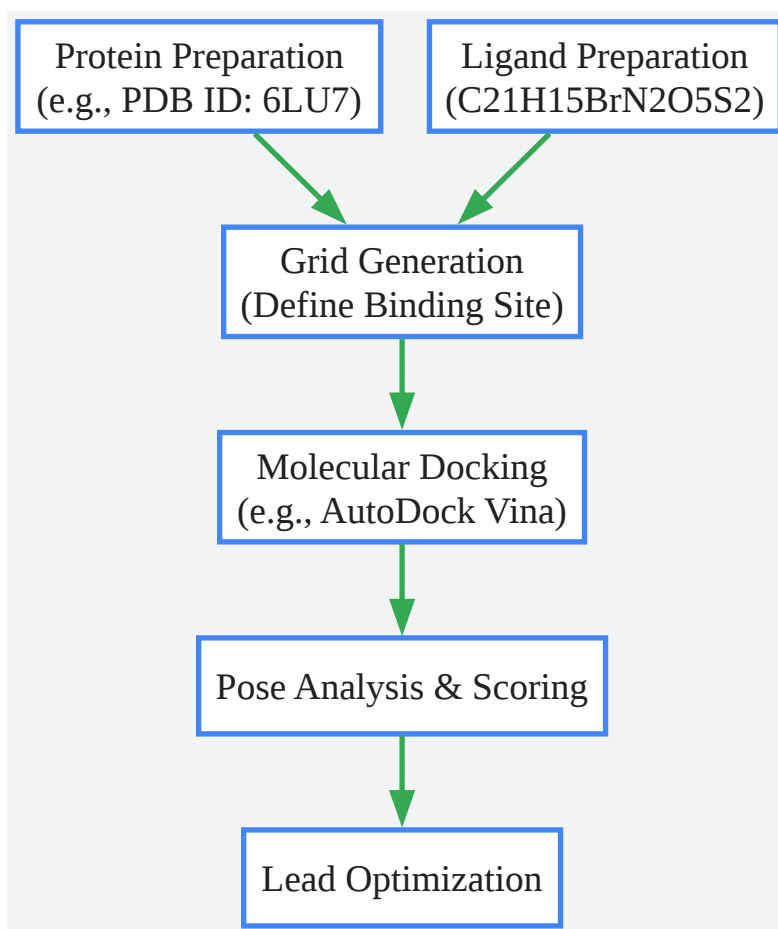 Protein Preparation
(e.g., PDB ID: 6LU7)
Ligand Preparation
(C21H15BrN2O5S2)
Grid Generation
(Define Binding Site)
Molecular Docking
(e.g., AutoDock Vina)
Pose Analysis & Scoring
Lead Optimization